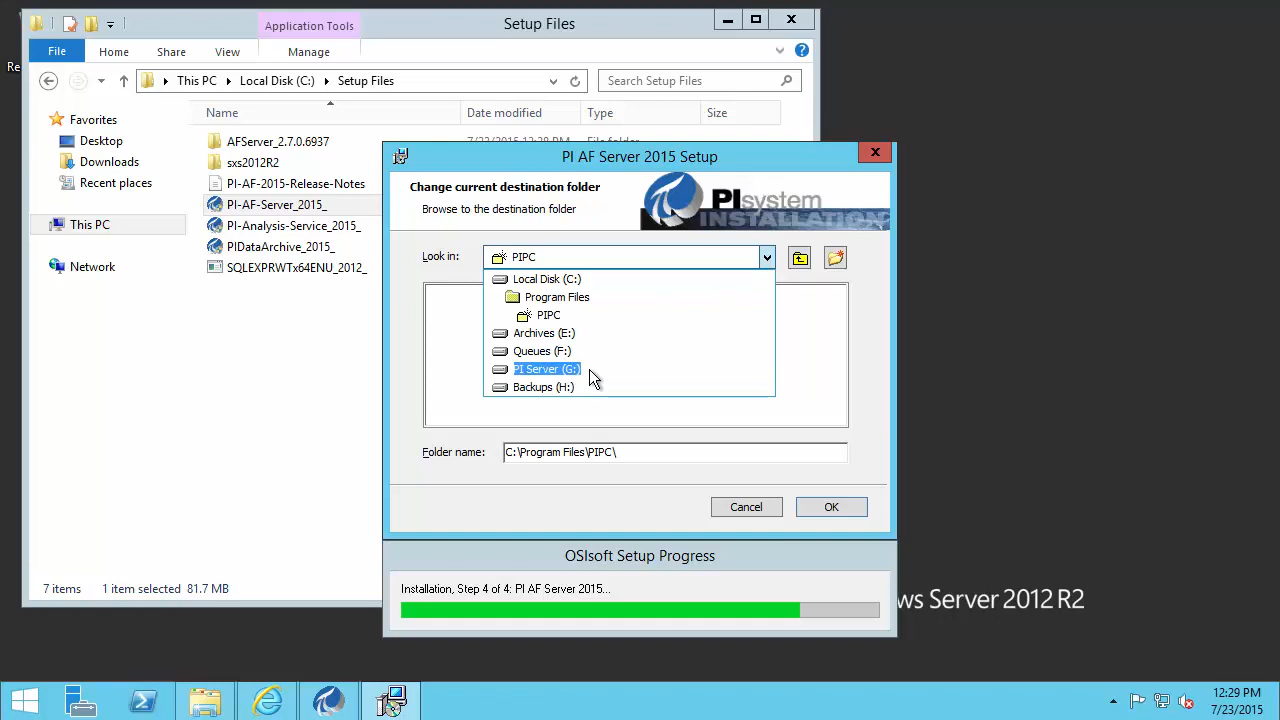 Application Tools
Setup Files
File
Home
Share
View
Manage
This PC
Local Disk (C:)
Setup Files
Search Setup Files
Name
Date modified
Type
Size
Favorites
Desktop
Downloads
Recent places
This PC
Network
AFServer_2.7.0.6937
sxs2012R2
PI-AF-2015-Release-Notes
PI-AF-Server_2015_
PI-Analysis-Service_2015_
PIDataArchive_2015_
SQLEXPRWTx64ENU_2012_
7 items
1 item selected 81.7 MB
Re
PI AF Server 2015 Setup
Change current destination folder
Browse to the destination folder
PIsystem
INSTALLATION
Look in:
PIPC
Local Disk (C:)
Program Files
PIPC
Archives (E:)
Queues (F:)
PI Server (G:)
Backups (H:)
Folder name:
C:\Program Files\PIPC\
Cancel
OK
OSIsoft Setup Progress
Installation, Step 4 of 4: PI AF Server 2015...
ws Server 2012 R2
12:29 PM
7/23/2015